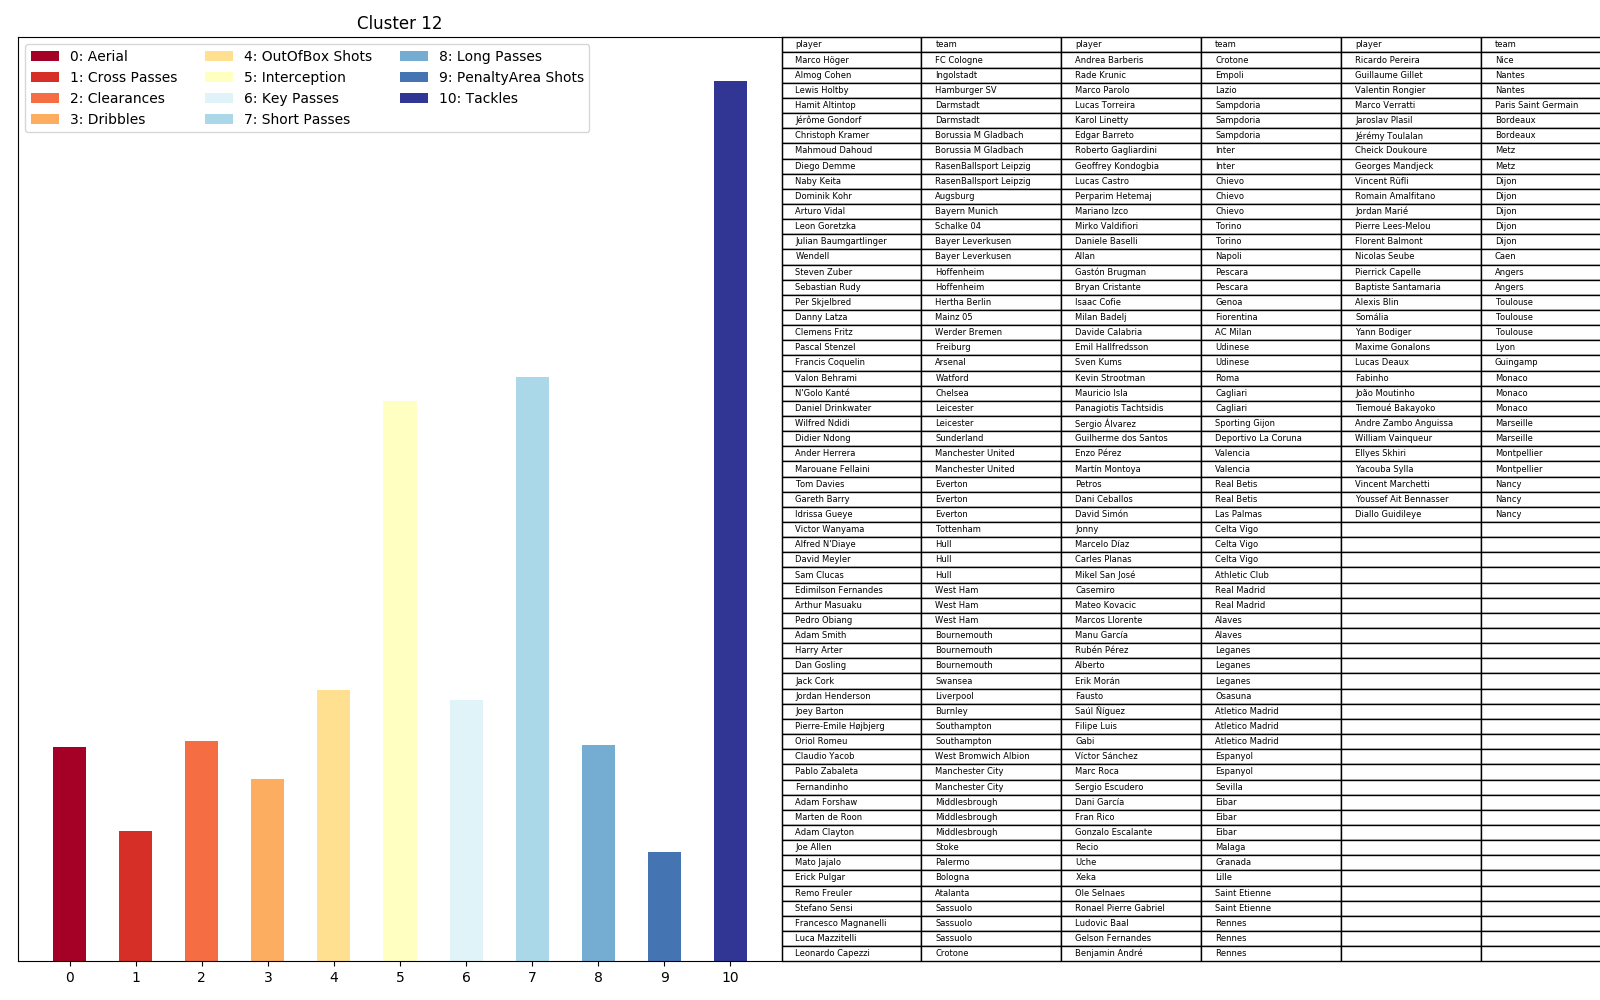 Cluster 12
0: Aerial
1: Cross Passes
2: Clearances
3: Dribbles
4: OutOfBox Shots
5: Interception
6: Key Passes
7: Short Passes
8: Long Passes
9: PenaltyArea Shots
10: Tackles
0 1 2 3 4 5 6 7 8 9 10
player team player team player team
Marco Höger FC Cologne Andrea Barberis Crotone Ricardo Pereira Nice
Almog Cohen Ingolstadt Rade Krunic Empoli Guillaume Gillet Nantes
Lewis Holtby Hamburger SV Marco Parolo Lazio Valentin Rongier Nantes
Hamit Altintop Darmstadt Lucas Torreira Sampdoria Marco Verratti Paris Saint Germain
Jérôme Gondorf Darmstadt Karol Linetty Sampdoria Jaroslav Plasil Bordeaux
Christoph Kramer Borussia M Gladbach Edgar Barreto Sampdoria Jérémy Toulalan Bordeaux
Mahmoud Dahoud Borussia M Gladbach Roberto Gagliardini Inter Cheick Doukoure Metz
Diego Demme RasenBallsport Leipzig Geoffrey Kondogbia Inter Georges Mandjeck Metz
Naby Keita RasenBallsport Leipzig Lucas Castro Chievo Vincent Rüfli Dijon
Dominik Kohr Augsburg Perparim Hetemaj Chievo Romain Amalfitano Dijon
Arturo Vidal Bayern Munich Mariano Izco Chievo Jordan Marié Dijon
Leon Goretzka Schalke 04 Mirko Valdifiori Torino Pierre Lees-Melou Dijon
Julian Baumgartlinger Bayer Leverkusen Daniele Baselli Torino Florent Balmont Dijon
Wendell Bayer Leverkusen Allan Napoli Nicolas Seube Caen
Steven Zuber Hoffenheim Gastón Brugman Pescara Pierrick Capelle Angers
Sebastian Rudy Hoffenheim Bryan Cristante Pescara Baptiste Santamaria Angers
Per Skjelbred Hertha Berlin Isaac Cofie Genoa Alexis Blin Toulouse
Danny Latza Mainz 05 Milan Badelj Fiorentina Somália Toulouse
Clemens Fritz Werder Bremen Davide Calabria AC Milan Yann Bodiger Toulouse
Pascal Stenzel Freiburg Emil Hallfredsson Udinese Maxime Gonalons Lyon
Francis Coquelin Arsenal Sven Kums Udinese Lucas Deaux Guingamp
Valon Behrami Watford Kevin Strootman Roma Fabinho Monaco
N'Golo Kanté Chelsea Mauricio Isla Cagliari João Moutinho Monaco
Daniel Drinkwater Leicester Panagiotis Tachtsidis Cagliari Tiemoué Bakayoko Monaco
Wilfred Ndidi Leicester Sergio Álvarez Sporting Gijon Andre Zambo Anguissa Marseille
Didier Ndong Sunderland Guilherme dos Santos Deportivo La Coruna William Vainqueur Marseille
Ander Herrera Manchester United Enzo Pérez Valencia Ellyes Skhiri Montpellier
Marouane Fellaini Manchester United Martín Montoya Valencia Yacouba Sylla Montpellier
Tom Davies Everton Petros Real Betis Vincent Marchetti Nancy
Gareth Barry Everton Dani Ceballos Real Betis Youssef Ait Bennasser Nancy
Idrissa Gueye Everton David Simón Las Palmas Diallo Guidileye Nancy
Victor Wanyama Tottenham Jonny Celta Vigo
Alfred N'Diaye Hull Marcelo Díaz Celta Vigo
David Meyler Hull Carles Planas Celta Vigo
Sam Clucas Hull Mikel San José Athletic Club
Edimilson Fernandes West Ham Casemiro Real Madrid
Arthur Masuaku West Ham Mateo Kovacic Real Madrid
Pedro Obiang West Ham Marcos Llorente Alaves
Adam Smith Bournemouth Manu García Alaves
Harry Arter Bournemouth Rubén Pérez Leganes
Dan Gosling Bournemouth Alberto Leganes
Jack Cork Swansea Erik Morán Leganes
Jordan Henderson Liverpool Fausto Osasuna
Joey Barton Burnley Saúl Ñíguez Atletico Madrid
Pierre-Emile Højbjerg Southampton Filipe Luis Atletico Madrid
Oriol Romeu Southampton Gabi Atletico Madrid
Claudio Yacob West Bromwich Albion Víctor Sánchez Espanyol
Pablo Zabaleta Manchester City Marc Roca Espanyol
Fernandinho Manchester City Sergio Escudero Sevilla
Adam Forshaw Middlesbrough Dani García Eibar
Marten de Roon Middlesbrough Fran Rico Eibar
Adam Clayton Middlesbrough Gonzalo Escalante Eibar
Joe Allen Stoke Recio Malaga
Mato Jajalo Palermo Uche Granada
Erick Pulgar Bologna Xeka Lille
Remo Freuler Atalanta Ole Selnaes Saint Etienne
Stefano Sensi Sassuolo Ronael Pierre Gabriel Saint Etienne
Francesco Magnanelli Sassuolo Ludovic Baal Rennes
Luca Mazzitelli Sassuolo Gelson Fernandes Rennes
Leonardo Capezzi Crotone Benjamin André Rennes